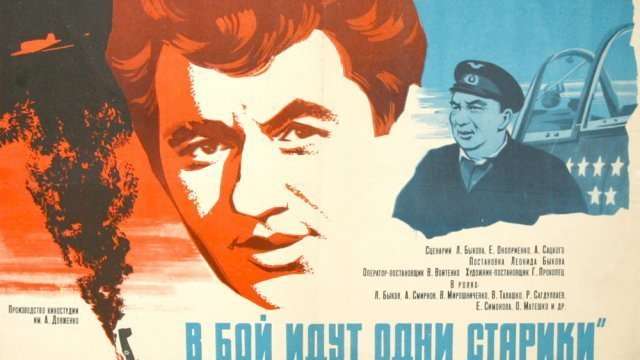 Сценарий Л. Быкова, Е. Оноприенко, А. Сацкого
Постановка Леонида Быкова
Оператор-постановщик В. Войтенко Художник-постановщик Г. Прокопец
В ролях:
Л. Быков, А. Смирнов, В. Мирошниченко, В. Талашко, Р. Сагдуллаев,
Е. Симонова, О. Матешко и др.
Производство киностудии
им. А. Довженко
В БОЙ ИДУТ ОДНИ СТАРИКИ"